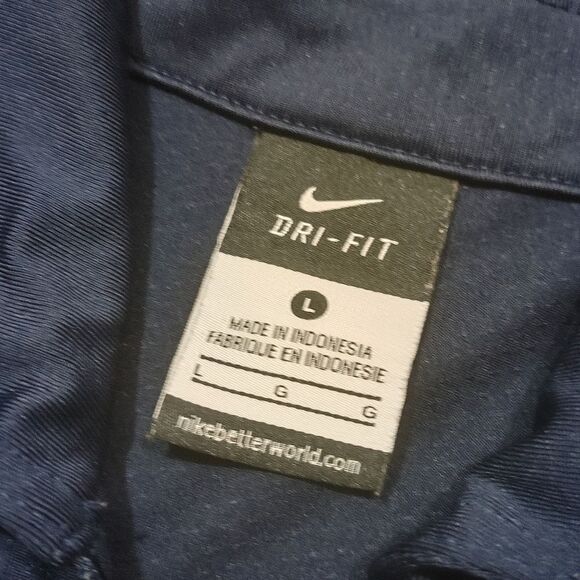 DRI-FIT
L
MADE IN INDONESIA
FABRIQUE EN INDONESIE
L G G
nikebetterworld.com